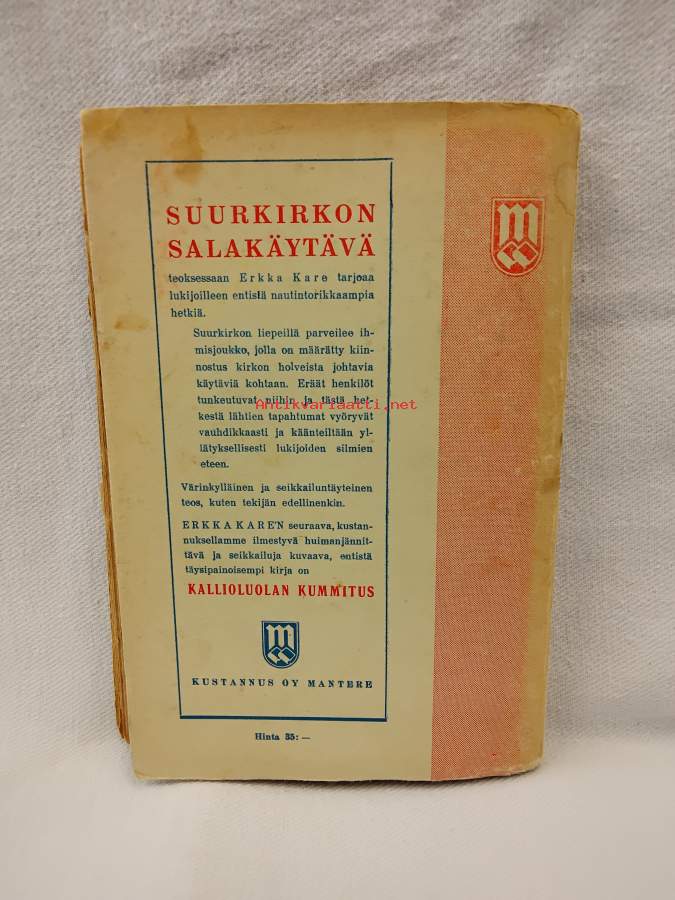 SUURKIRKON
SALAKÄYTÄVÄ
teoksessaan Erkka Kare tarjoaa
lukijoilleen entistä nautintorikkaampia
hetkiä.
Suurkirkon liepeillä parveilee ih-
misjoukko, jolla on määrätty kiin-
nostus kirkon holveista johtavia
käytäviä kohtaan. Eräät henkilöt
tunkeutuvat niihin ja tästä het-
Antikvariaatti.net
kestä lähtien tapahtumat vyöryvät
vauhdikkaasti ja käänteiltään yl-
lätyksellisesti lukijoiden silmien
eteen.
Värinkylläinen ja seikkailuntäyteinen
teos, kuten tekijän edellinenkin.
ERKKA KARE'N seuraava, kustan-
nuksellamme ilmestyvä huimanjännit-
tävä ja seikkailuja kuvaava, entistä
täysipainoisempi kirja on
KALLIOLUOLAN KUMMITUS
KUSTANNUS OY MANTERE
Hinta 35: —